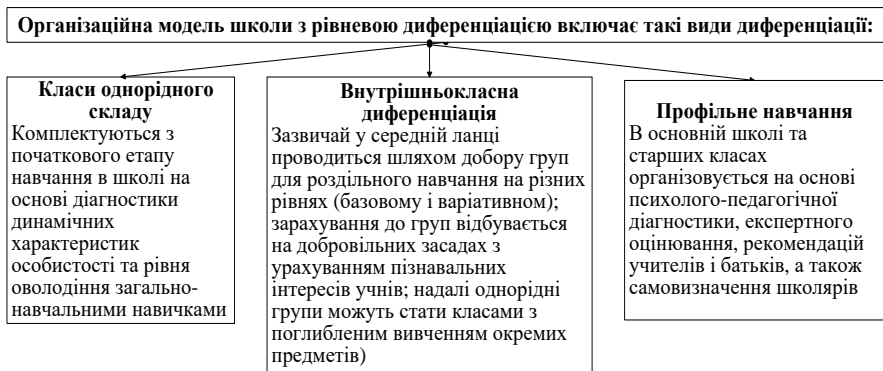 Організаційна модель школи з рівневою диференціацією включає такі види диференціації:
Класи однорідного
складу
Комплектуються з
початкового етапу
навчання в школі на
основі діагностики
динамічних
характеристик
особистості та рівня
оволодіння загально-
навчальними навичками
Внутрішньокласна
диференціація
Зазвичай у середній ланці
проводиться шляхом добору груп
для роздільного навчання на різних
рівнях (базовому і варіативном);
зарахування до груп відбувається
на добровільних засадах з
урахуванням пізнавальних
інтересів учнів; надалі однорідні
групи можуть стати класами з
поглибленим вивченням окремих
предметів)
Профільне навчання
В основній школі та
старших класах
організовується на основі
психолого-педагогічної
діагностики, експертного
оцінювання, рекомендацій
учителів і батьків, а також
самовизначення школярів